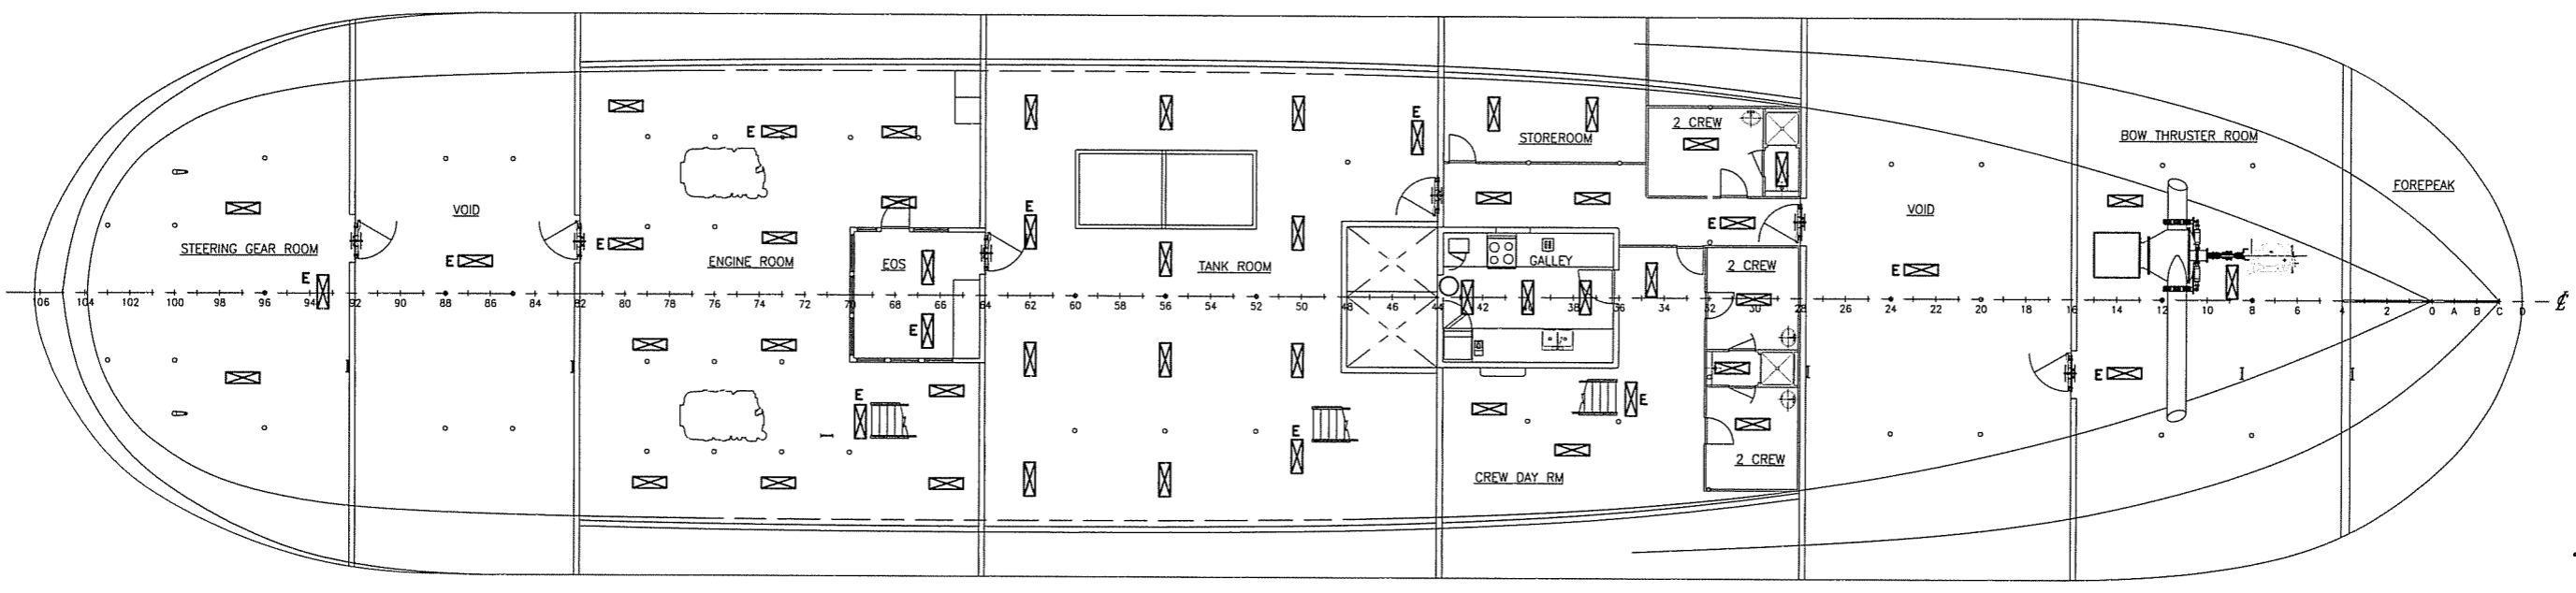 E
STOREROOM
2 CREW
BOW THRUSTER ROOM
E
E
FOREPEAK
VOID
E
E
VOID
STEERING GEAR ROOM
E
E
ENGINE ROOM
EOS
TANK ROOM
GALLEY
2 CREW
E
E
106 104 102 100 98 96 94 92 90 88 86 84 82 80 78 76 74 72 70 68 66 64 62 60 58 56 54 52 50 48 46 44 42 40 38 36 34 32 30 28 26 24 22 20 18 16 14 12 10 8 6 4 2 0 A B C D ℄
E
E
E
E
E
2 CREW
CREW DAY RM